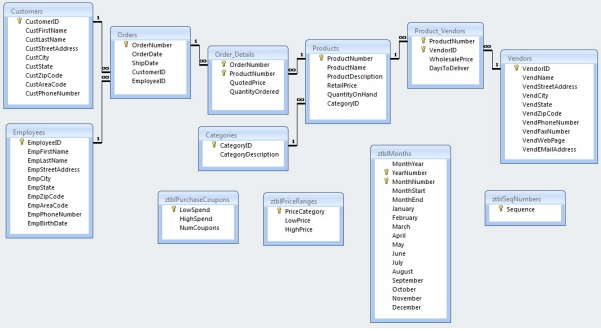 Customers
CustomerID
CustFirstName
CustLastName
CustStreetAddress
CustCity
CustState
CustZipCode
CustAreaCode
CustPhoneNumber
1
∞
Orders
OrderNumber
OrderDate
ShipDate
CustomerID
EmployeeID
∞
1
1
∞
Order_Details
OrderNumber
ProductNumber
QuotedPrice
QuantityOrdered
∞
1
Products
ProductNumber
ProductName
ProductDescription
RetailPrice
QuantityOnHand
CategoryID
1
∞
∞
1
Product_Vendors
ProductNumber
VendorID
WholesalePrice
DaysToDeliver
∞
1
Vendors
VendorID
VendName
VendStreetAddress
VendCity
VendState
VendZipCode
VendPhoneNumber
VendFaxNumber
VendWebPage
VendEMailAddress
Employees
EmployeeID
EmpFirstName
EmpLastName
EmpStreetAddress
EmpCity
EmpState
EmpZipCode
EmpAreaCode
EmpPhoneNumber
EmpBirthDate
Categories
CategoryID
CategoryDescription
ztblPurchaseCoupons
LowSpend
HighSpend
NumCoupons
ztblPriceRanges
PriceCategory
LowPrice
HighPrice
ztblMonths
MonthYear
YearNumber
MonthNumber
MonthStart
MonthEnd
January
February
March
April
May
June
July
August
September
October
November
December
ztblSeqNumbers
Sequence